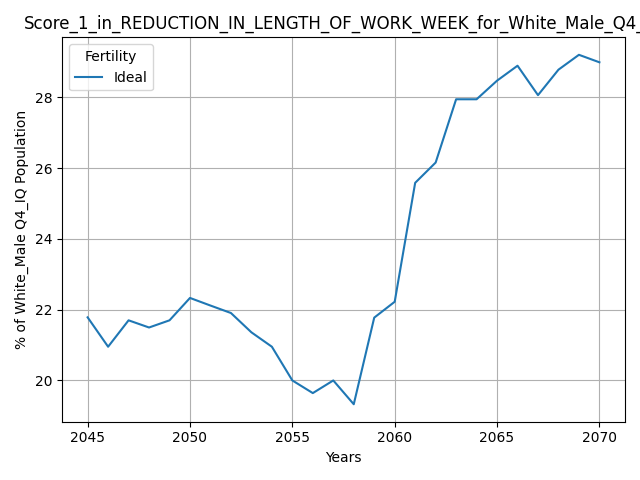 Score_1_in_REDUCTION_IN_LENGTH_OF_WORK_WEEK_for_White_Male_Q4_
Fertility
Ideal
% of White_Male Q4_IQ Population
28
26
24
22
20
2045 2050 2055 2060 2065 2070
Years